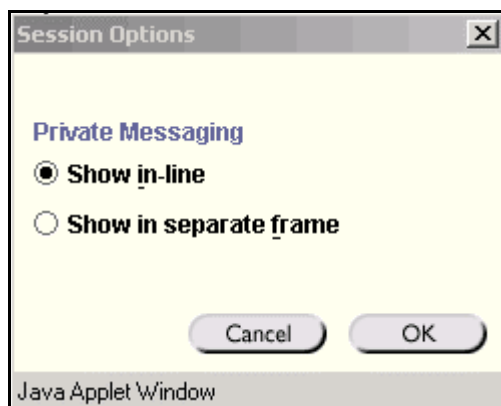 Session Options
Private Messaging
Show in-line
Show in separate frame
Cancel OK
Java Applet Window